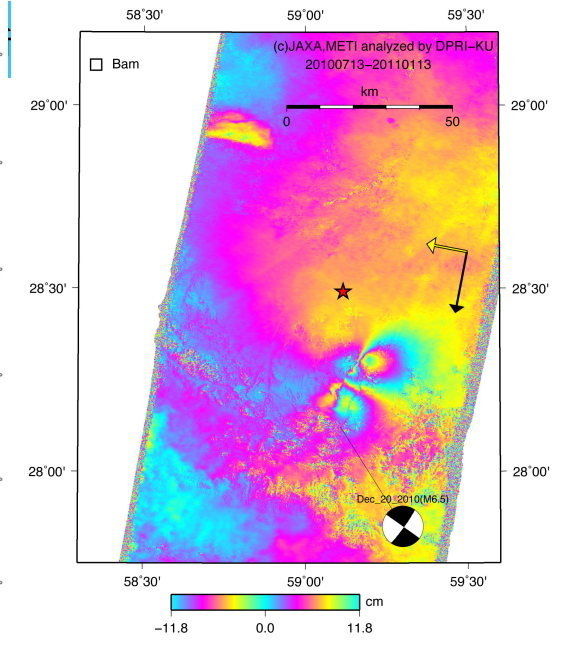 58˚30' 59˚00' 59˚30'
(c)JAXA,METI analyzed by DPRI−KU
Bam 20100713−20110113
km
29˚00' 29˚00'
0 50
28˚30' 28˚30'
28˚00' 28˚00'
Dec_20_2010(M6.5)
58˚30' 59˚00' 59˚30'
cm
−11.8 0.0 11.8